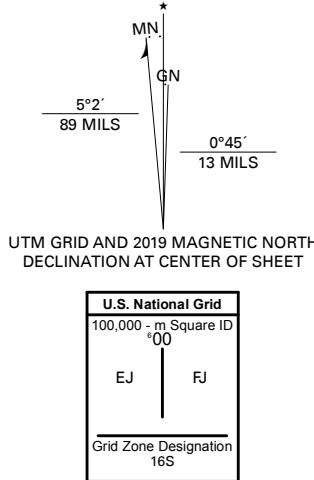 ★
MN
GN
5°2´
89 MILS
0°45´
13 MILS
UTM GRID AND 2019 MAGNETIC NORTH
DECLINATION AT CENTER OF SHEET
U.S. National Grid
100,000 - m Square ID
⁶00
EJ FJ
Grid Zone Designation
16S